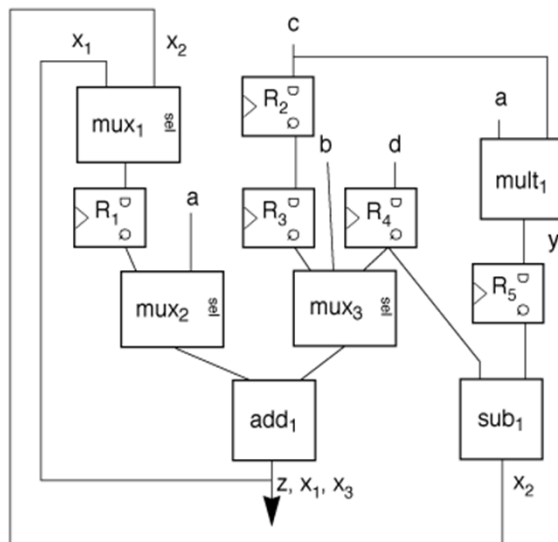 c
x₁
x₂
R₂ D Q
a
mux₁ sel
b
d
mult₁
R₁ D Q
a
R₃ D Q
R₄ D Q
y
R₅ D Q
mux₂ sel
mux₃ sel
add₁
sub₁
z, x₁, x₃
x₂